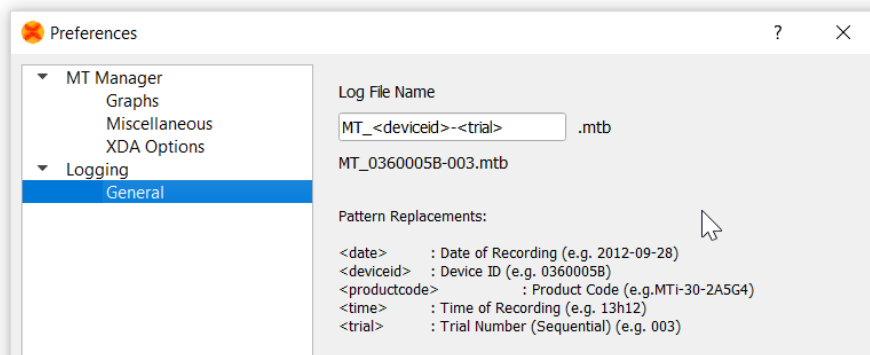 Preferences
?
MT Manager
Graphs
Miscellaneous
XDA Options
Logging
General
Log File Name
MT_<deviceid>-<trial> .mtb
MT_0360005B-003.mtb
Pattern Replacements:
<date> : Date of Recording (e.g. 2012-09-28)
<deviceid> : Device ID (e.g. 0360005B)
<productcode> : Product Code (e.g.MTi-30-2A5G4)
<time> : Time of Recording (e.g. 13h12)
<trial> : Trial Number (Sequential) (e.g. 003)